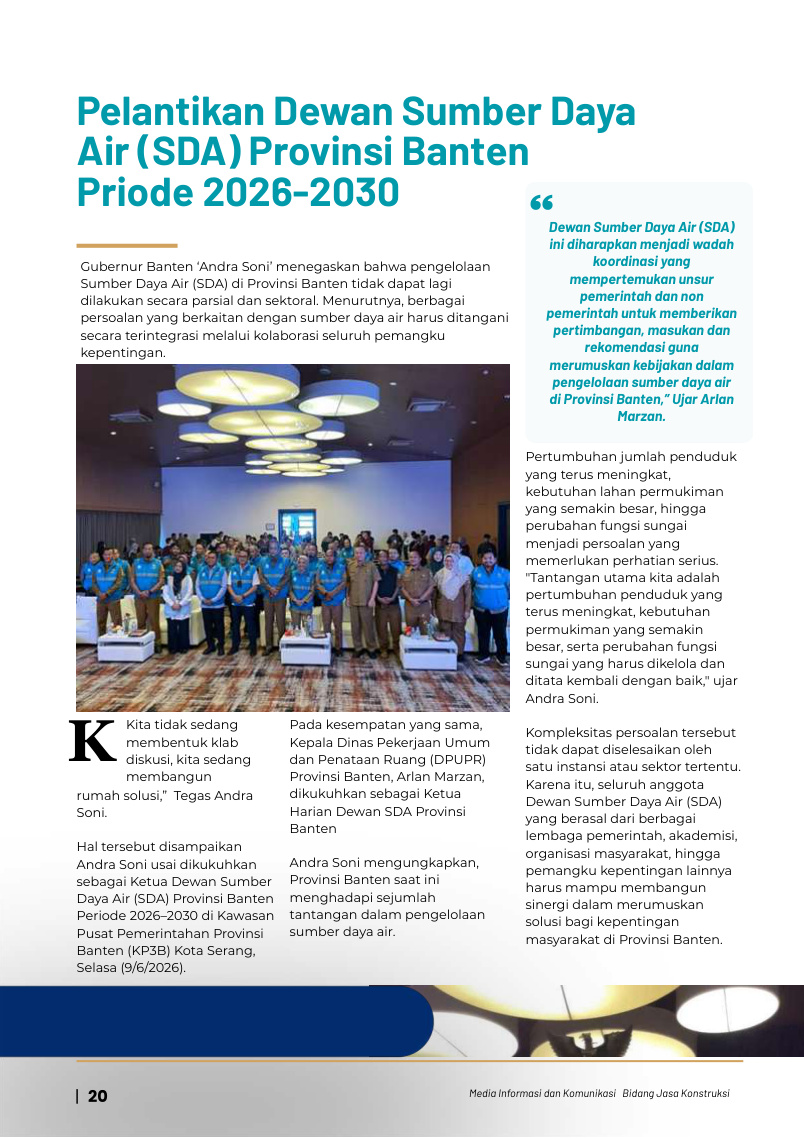 Pelantikan Dewan Sumber Daya
Air (SDA) Provinsi Banten
Priode 2026-2030
Gubernur Banten ‘Andra Soni’ menegaskan bahwa pengelolaan
Sumber Daya Air (SDA) di Provinsi Banten tidak dapat lagi
dilakukan secara parsial dan sektoral. Menurutnya, berbagai
persoalan yang berkaitan dengan sumber daya air harus ditangani
secara terintegrasi melalui kolaborasi seluruh pemangku
kepentingan.
K
Kita tidak sedang
membentuk klab
diskusi, kita sedang
membangun
rumah solusi,” Tegas Andra
Soni.
Hal tersebut disampaikan
Andra Soni usai dikukuhkan
sebagai Ketua Dewan Sumber
Daya Air (SDA) Provinsi Banten
Periode 2026–2030 di Kawasan
Pusat Pemerintahan Provinsi
Banten (KP3B) Kota Serang,
Selasa (9/6/2026).
Pada kesempatan yang sama,
Kepala Dinas Pekerjaan Umum
dan Penataan Ruang (DPUPR)
Provinsi Banten, Arlan Marzan,
dikukuhkan sebagai Ketua
Harian Dewan SDA Provinsi
Banten
Andra Soni mengungkapkan,
Provinsi Banten saat ini
menghadapi sejumlah
tantangan dalam pengelolaan
sumber daya air.
“
Dewan Sumber Daya Air (SDA)
ini diharapkan menjadi wadah
koordinasi yang
mempertemukan unsur
pemerintah dan non
pemerintah untuk memberikan
pertimbangan, masukan dan
rekomendasi guna
merumuskan kebijakan dalam
pengelolaan sumber daya air
di Provinsi Banten,” Ujar Arlan
Marzan.
Pertumbuhan jumlah penduduk
yang terus meningkat,
kebutuhan lahan permukiman
yang semakin besar, hingga
perubahan fungsi sungai
menjadi persoalan yang
memerlukan perhatian serius.
"Tantangan utama kita adalah
pertumbuhan penduduk yang
terus meningkat, kebutuhan
permukiman yang semakin
besar, serta perubahan fungsi
sungai yang harus dikelola dan
ditata kembali dengan baik," ujar
Andra Soni.
Kompleksitas persoalan tersebut
tidak dapat diselesaikan oleh
satu instansi atau sektor tertentu.
Karena itu, seluruh anggota
Dewan Sumber Daya Air (SDA)
yang berasal dari berbagai
lembaga pemerintah, akademisi,
organisasi masyarakat, hingga
pemangku kepentingan lainnya
harus mampu membangun
sinergi dalam merumuskan
solusi bagi kepentingan
masyarakat di Provinsi Banten.
| 20
Media Informasi dan Komunikasi Bidang Jasa Konstruksi